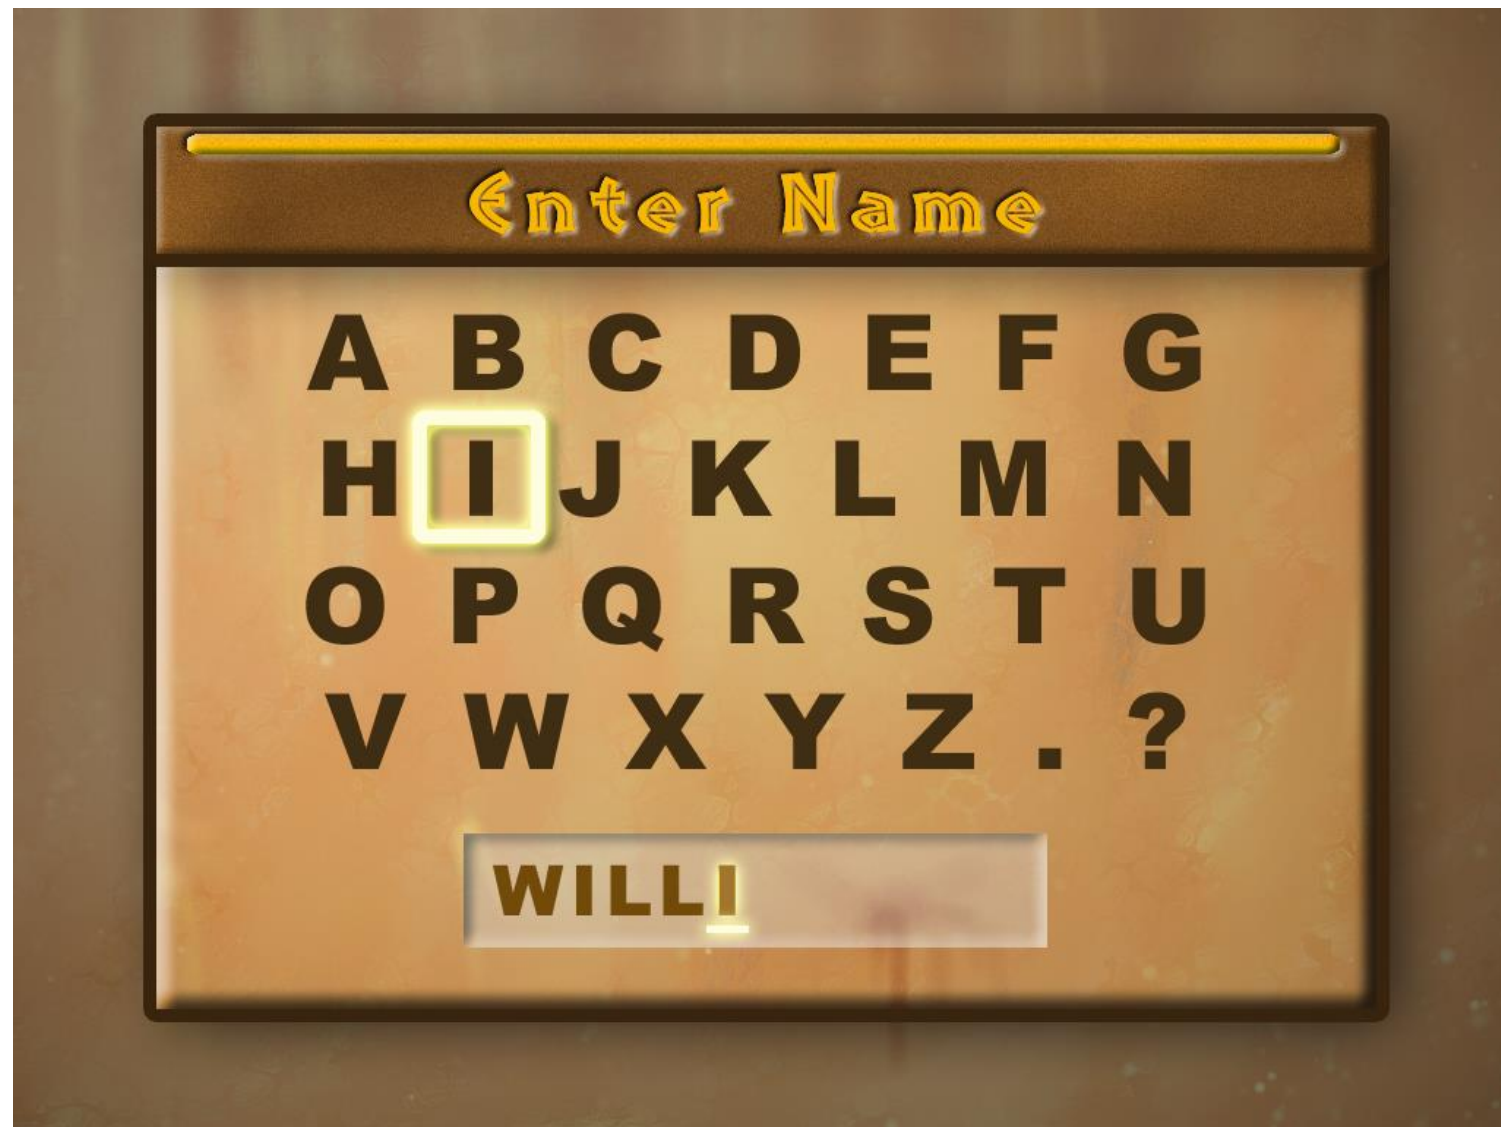 Enter Name
A B C D E F G
H I J K L M N
O P Q R S T U
V W X Y Z . ?
WILLI